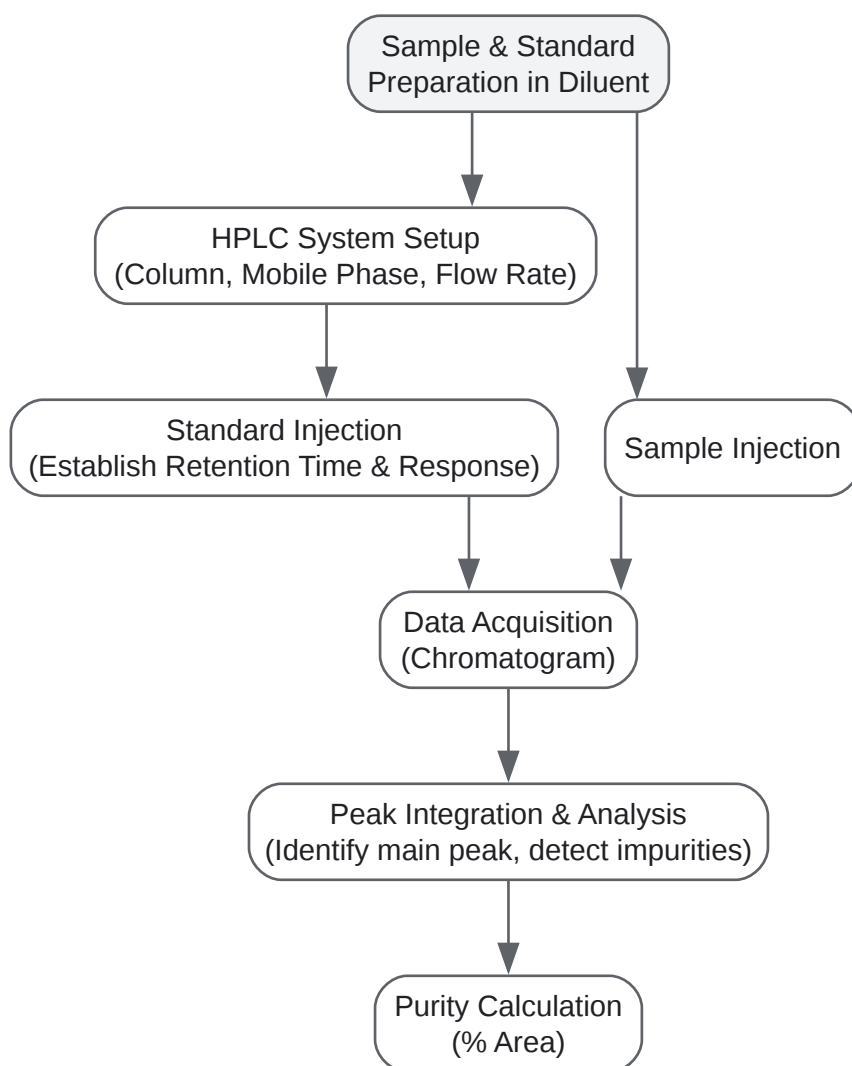 Sample & Standard
Preparation in Diluent
HPLC System Setup
(Column, Mobile Phase, Flow Rate)
Standard Injection
(Establish Retention Time & Response)
Sample Injection
Data Acquisition
(Chromatogram)
Peak Integration & Analysis
(Identify main peak, detect impurities)
Purity Calculation
(% Area)